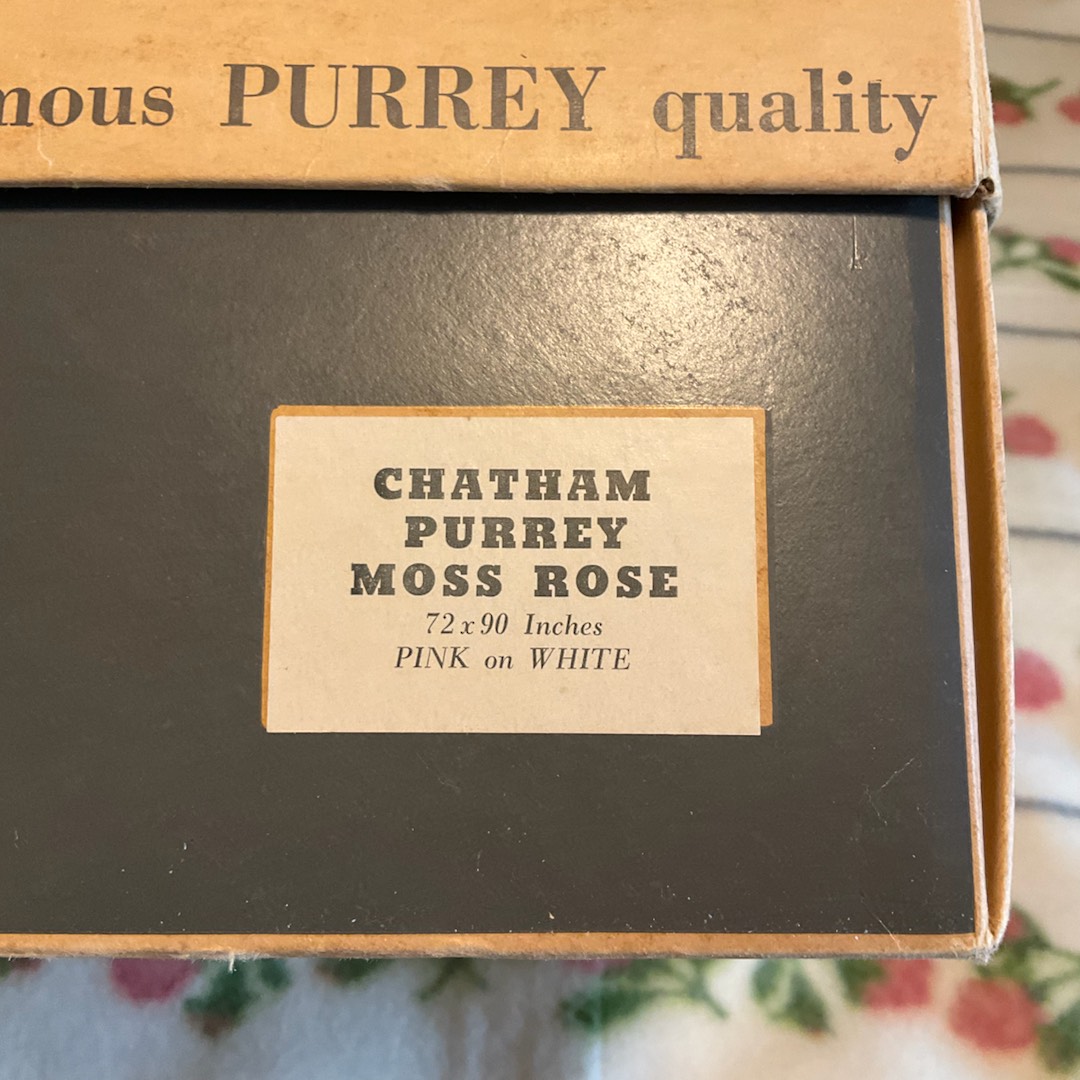 mous PURREY quality
CHATHAM
PURREY
MOSS ROSE
72 x 90 Inches
PINK on WHITE